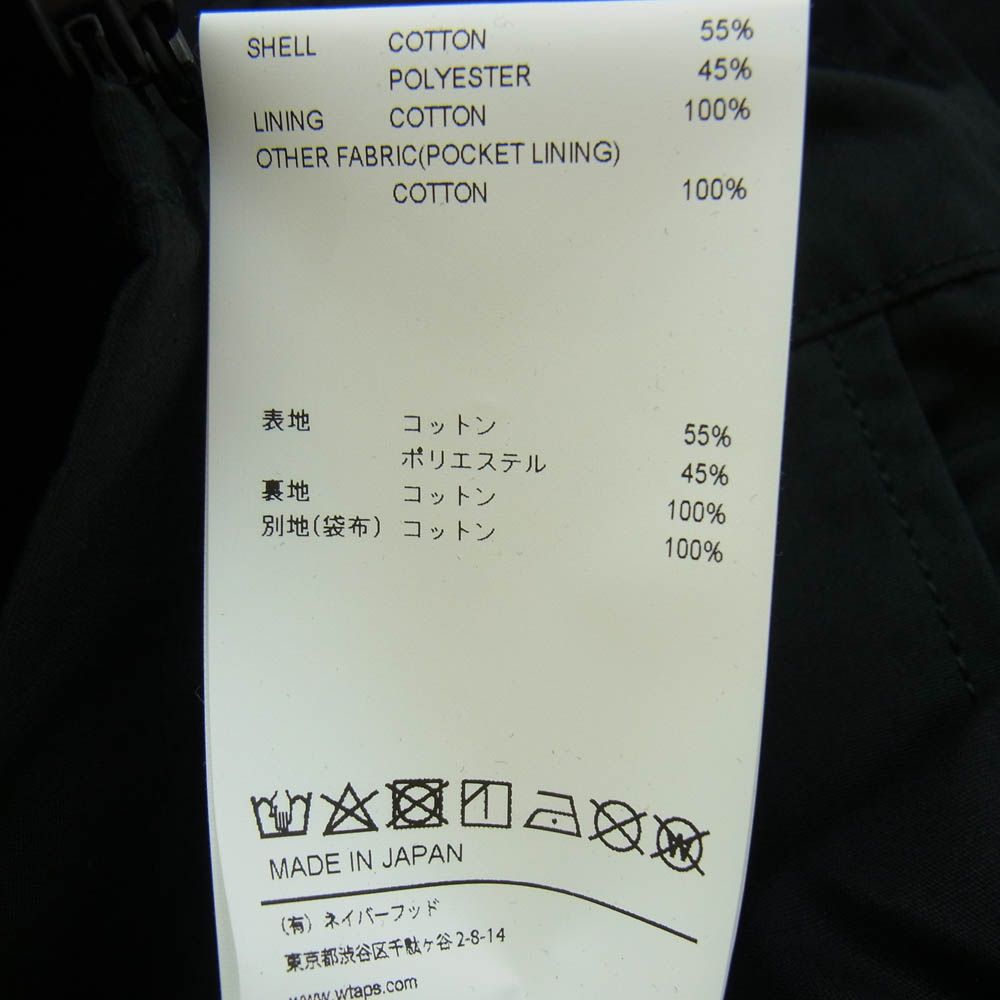 SHELL COTTON 55%
POLYESTER 45%
LINING COTTON 100%
OTHER FABRIC(POCKET LINING)
COTTON 100%
表地 コットン 55%
ポリエステル 45%
裏地 コットン 100%
別地(袋布) コットン 100%
W
MADE IN JAPAN
(有) ネイバーフッド
東京都渋谷区千駄ヶ谷2-8-14
www.wtaps.com